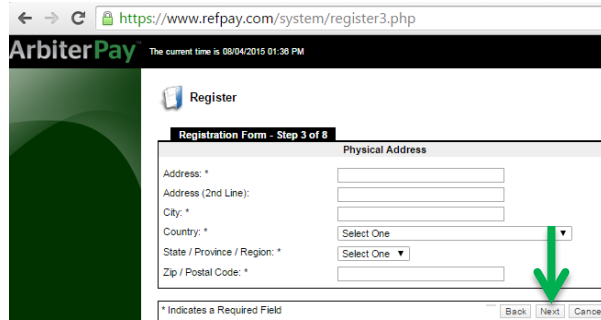 https://www.refpay.com/system/register3.php
ArbiterPay The current time is 08/04/2015 01:36 PM
Register
Registration Form - Step 3 of 8
Physical Address
Address: *
Address (2nd Line):
City: *
Country: * Select One
State / Province / Region: * Select One
Zip / Postal Code: *
* Indicates a Required Field Back Next Cance